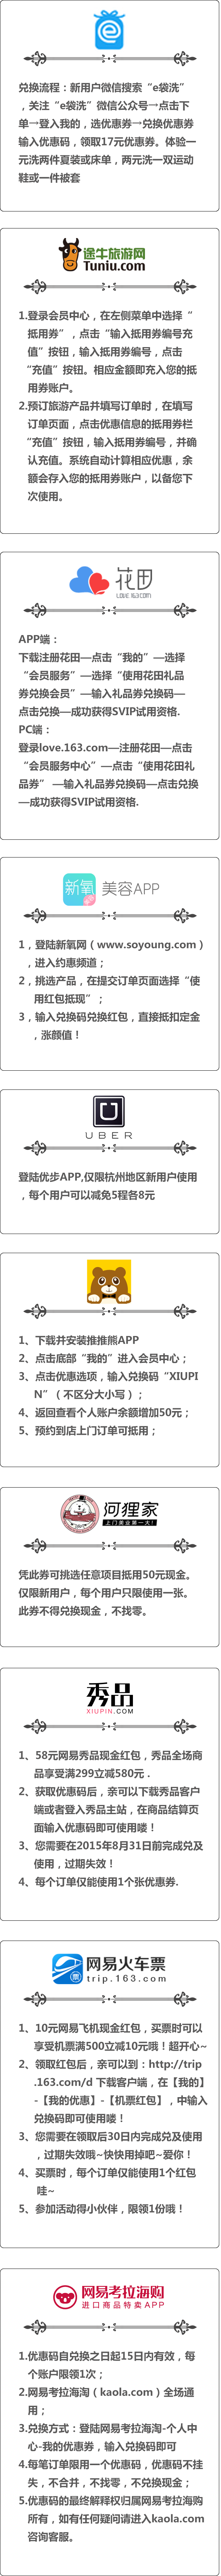 兑换流程：新用户微信搜索“e袋洗”
，关注“e袋洗”微信公众号→点击下
单→登入我的，选优惠券→兑换优惠券
输入优惠码，领取17元优惠券。体验一
元洗两件夏装或床单，两元洗一双运动
鞋或一件被套
途牛旅游网
Tuniu.com
1.登录会员中心，在左侧菜单中选择“
抵用券”，点击“输入抵用券编号充
值”按钮，输入抵用券编号，点击
“充值”按钮。相应金额即充入您的抵
用券账户。
2.预订旅游产品并填写订单时，在填写
订单页面，点击优惠信息的抵用券栏
“充值”按钮，输入抵用券编号，并确
认充值。系统自动计算相应优惠，余
额会存入您的抵用券账户，以备您下
次使用。
花田
LOVE.163.COM
APP端：
下载注册花田—点击“我的”—选择
“会员服务”—选择“使用花田礼品
券兑换会员”—输入礼品券兑换码—
点击兑换—成功获得SVIP试用资格.
PC端：
登录love.163.com—注册花田—点击
“会员服务中心”—点击“使用花田礼
品券” —输入礼品券兑换码—点击兑换
—成功获得SVIP试用资格.
新氧 美容APP
1，登陆新氧网（www.soyoung.com）
，进入约惠频道；
2，挑选产品，在提交订单页面选择“使
用红包抵现”；
3，输入兑换码兑换红包，直接抵扣定金
，涨颜值！
UBER
登陆优步APP,仅限杭州地区新用户使用
，每个用户可以减免5程各8元
1、下载并安装推推熊APP
2、点击底部“我的”进入会员中心；
3、点击优惠选项，输入兑换码“XIUPI
N”（不区分大小写）；
4、返回查看个人账户余额增加50元；
5、预约到店上门订单可抵用；
河狸家
上门美业第一大！
凭此券可挑选任意项目抵用50元现金。
仅限新用户，每个用户只限使用一张。
此券不得兑换现金，不找零。
秀品
XIUPIN.COM
1、58元网易秀品现金红包，秀品全场商
品享受满299立减580元 .
2、获取优惠码后，亲可以下载秀品客户
端或者登入秀品主站，在商品结算页
面输入优惠码即可使用喽！
3、您需要在2015年8月31日前完成兑及
使用，过期失效！
4、每个订单仅能使用1个张优惠券.
网易火车票
trip.163.com
1、10元网易飞机现金红包，买票时可以
享受机票满500立减10元哦！超开心~
2、领取红包后，亲可以到：http://trip
.163.com/d 下载客户端，在【我的】
-【我的优惠】-【机票红包】，中输入
兑换码即可使用喽！
3、您需要在领取后30日内完成兑及使用
，过期失效哦~快快用掉吧~爱你！
4、买票时，每个订单仅能使用1个红包
哇~
5、参加活动得小伙伴，限领1份哦！
网易考拉海购
进口商品特卖APP
1.优惠码自兑换之日起15日内有效，每
个账户限领1次；
2.网易考拉海淘（kaola.com）全场通
用；
3.兑换方式：登陆网易考拉海淘-个人中
心-我的优惠券，输入兑换码即可
4.每笔订单限用一个优惠码，优惠码不挂
失，不合并，不找零，不兑换现金；
5.优惠码的最终解释权归属网易考拉海购
所有，如有任何疑问请进入kaola.com
咨询客服。